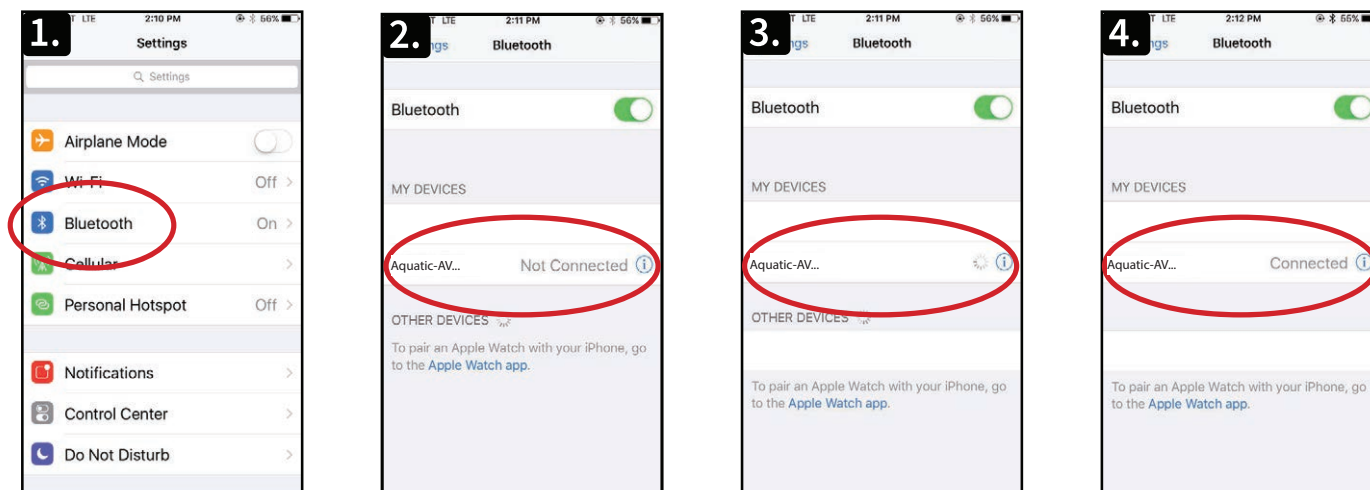 1.
T LTE 2:10 PM 56%
Settings
Settings
Airplane Mode
Wi-Fi Off
Bluetooth On
Cellular
Personal Hotspot Off
Notifications
Control Center
Do Not Disturb
2.
T LTE 2:11 PM 56%
ngs Bluetooth
Bluetooth
MY DEVICES
Aquatic-AV... Not Connected i
OTHER DEVICES
To pair an Apple Watch with your iPhone, go
to the Apple Watch app.
3.
T LTE 2:11 PM 56%
ngs Bluetooth
Bluetooth
MY DEVICES
Aquatic-AV... i
OTHER DEVICES
To pair an Apple Watch with your iPhone, go
to the Apple Watch app.
4.
T LTE 2:12 PM 55%
ngs Bluetooth
Bluetooth
MY DEVICES
Aquatic-AV... Connected i
To pair an Apple Watch with your iPhone, go
to the Apple Watch app.